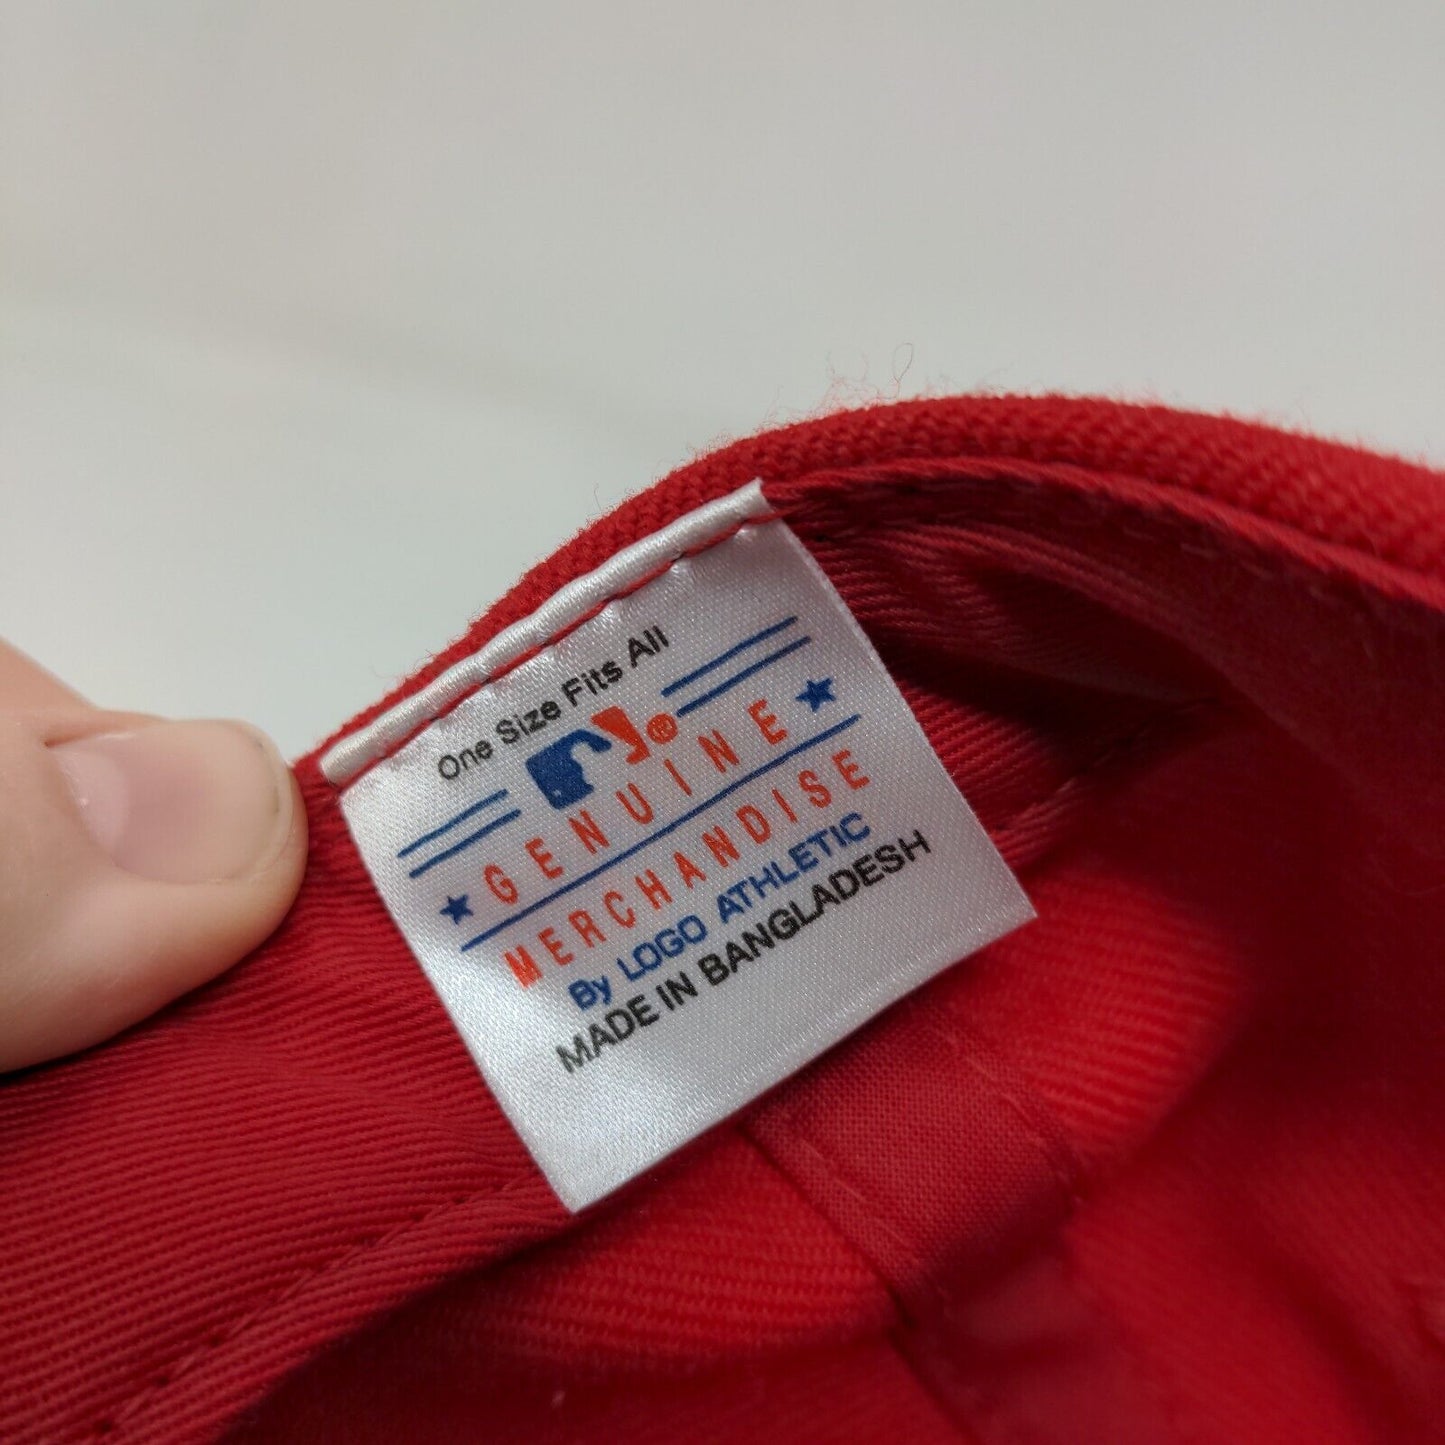 One Size Fits All
®
GENUINE
MERCHANDISE
By LOGO ATHLETIC
MADE IN BANGLADESH